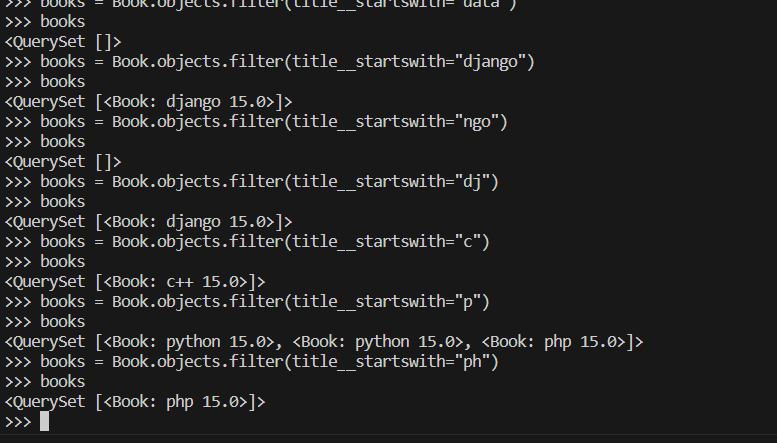 >>> books = Book.objects.filter(title__startswith="data")
>>> books
<QuerySet []>
>>> books = Book.objects.filter(title__startswith="django")
>>> books
<QuerySet [<Book: django 15.0>]>
>>> books = Book.objects.filter(title__startswith="ngo")
>>> books
<QuerySet []>
>>> books = Book.objects.filter(title__startswith="dj")
>>> books
<QuerySet [<Book: django 15.0>]>
>>> books = Book.objects.filter(title__startswith="c")
>>> books
<QuerySet [<Book: c++ 15.0>]>
>>> books = Book.objects.filter(title__startswith="p")
>>> books
<QuerySet [<Book: python 15.0>, <Book: python 15.0>, <Book: php 15.0>]>
>>> books = Book.objects.filter(title__startswith="ph")
>>> books
<QuerySet [<Book: php 15.0>]>
>>>